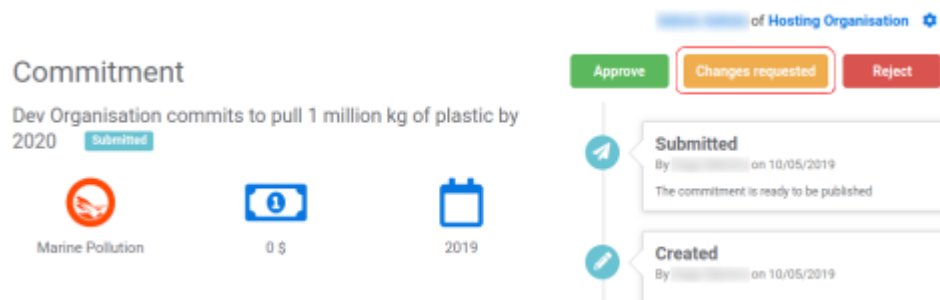 of Hosting Organisation
Commitment
Dev Organisation commits to pull 1 million kg of plastic by
2020 Submitted
Marine Pollution
0 $
2019
Approve
Changes requested
Reject
Submitted
By on 10/05/2019
The commitment is ready to be published
Created
By on 10/05/2019